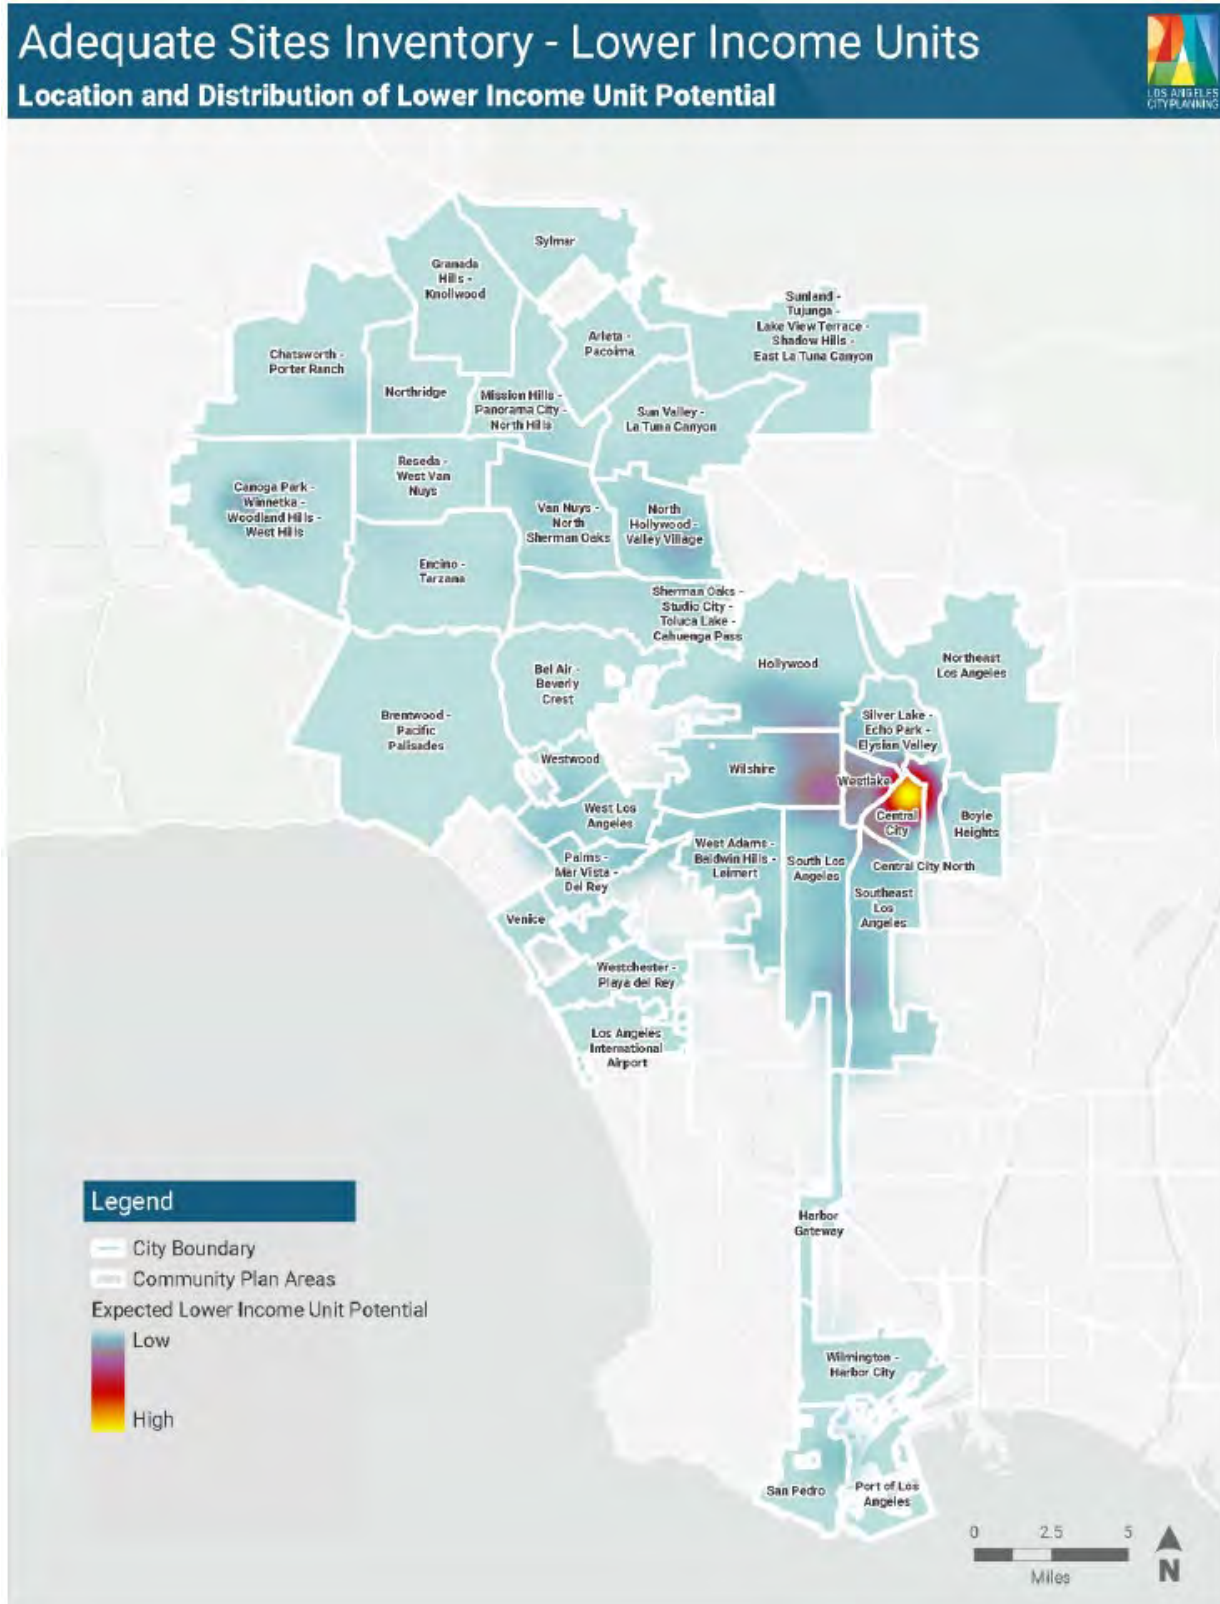 Adequate Sites Inventory - Lower Income Units
Location and Distribution of Lower Income Unit Potential
LOS ANGELES
CITY PLANNING
Sylmar
Granada
Hills -
Knollwood
Sunland -
Tujunga -
Lake View Terrace -
Shadow Hills -
East La Tuna Canyon
Arleta -
Pacoima
Chatsworth -
Porter Ranch
Northridge
Mission Hills -
Panorama City -
North Hills
Sun Valley -
La Tuna Canyon
Reseda -
West Van
Nuys
Canoga Park -
Winnetka -
Woodland Hills -
West Hills
Van Nuys -
North
Sherman Oaks
North
Hollywood -
Valley Village
Encino -
Tarzana
Sherman Oaks -
Studio City -
Toluca Lake -
Cahuenga Pass
Hollywood
Northeast
Los Angeles
Bel Air -
Beverly
Crest
Brentwood -
Pacific
Palisades
Silver Lake -
Echo Park -
Elysian Valley
Westwood
Wilshire
Westlake
West Los
Angeles
Central
City
Boyle
Heights
West Adams -
Baldwin Hills -
Leimert
South Los
Angeles
Central City North
Palms -
Mar Vista -
Del Rey
Southeast
Los
Angeles
Venice
Westchester -
Playa del Rey
Los Angeles
International
Airport
Legend
City Boundary
Community Plan Areas
Expected Lower Income Unit Potential
Low
High
Harbor
Gateway
Wilmington -
Harbor City
San Pedro
Port of Los
Angeles
0 2.5 5
Miles
N